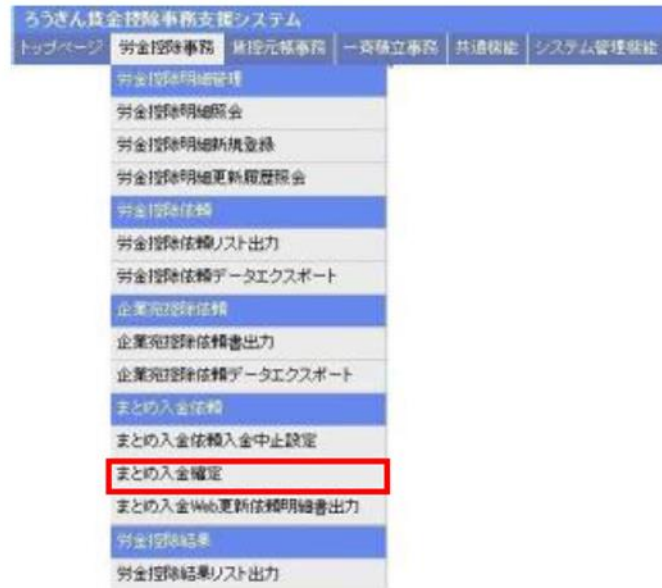 ろうきん賃金控除事務支援システム
トップページ 労金控除事務 賃控元帳事務 一斉積立事務 共通機能 システム管理機能
労金控除明細管理
労金控除明細照会
労金控除明細新規登録
労金控除明細更新履歴照会
労金控除依頼
労金控除依頼リスト出力
労金控除依頼データエクスポート
企業宛控除依頼
企業宛控除依頼書出力
企業宛控除依頼データエクスポート
まとめ入金依頼
まとめ入金依頼入金中止設定
まとめ入金確定
まとめ入金Web更新依頼明細書出力
労金控除結果
労金控除結果リスト出力